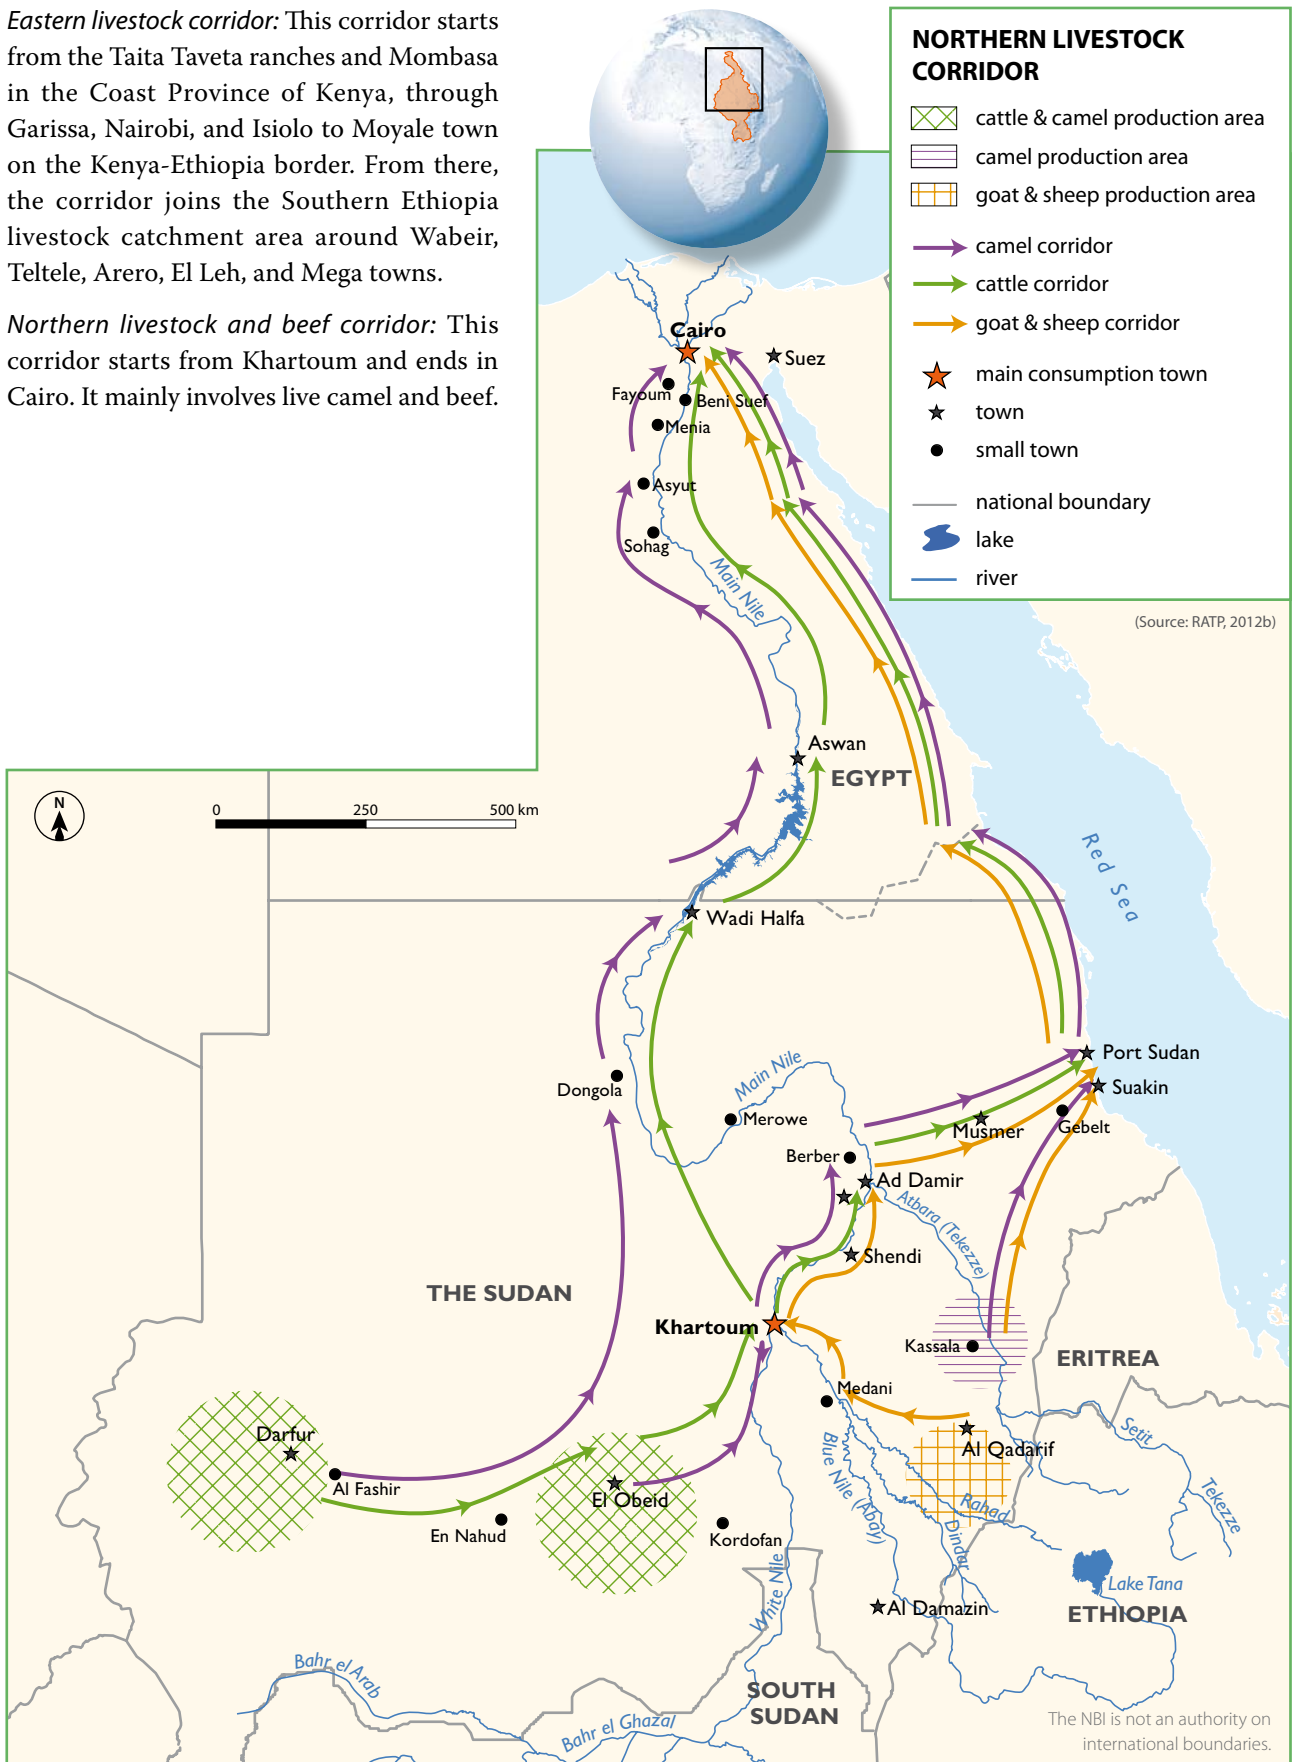 Eastern livestock corridor: This corridor starts
from the Taita Taveta ranches and Mombasa
in the Coast Province of Kenya, through
Garissa, Nairobi, and Isiolo to Moyale town
on the Kenya-Ethiopia border. From there,
the corridor joins the Southern Ethiopia
livestock catchment area around Wabeir,
Teltele, Arero, El Leh, and Mega towns.
Northern livestock and beef corridor: This
corridor starts from Khartoum and ends in
Cairo. It mainly involves live camel and beef.
NORTHERN LIVESTOCK
CORRIDOR
cattle & camel production area
camel production area
goat & sheep production area
camel corridor
cattle corridor
goat & sheep corridor
main consumption town
town
small town
national boundary
lake
river
(Source: RATP, 2012b)
Cairo
Suez
Fayoum
Beni Suef
Menia
Asyut
Sohag
Main Nile
Aswan
EGYPT
N
0
250
500 km
Red Sea
Wadi Halfa
Port Sudan
Suakin
Dongola
Main Nile
Merowe
Musmer
Gebelt
Berber
Ad Damir
Atbara (Tekezze)
Shendi
THE SUDAN
Khartoum
Kassala
ERITREA
Medani
Setit
Darfur
Al Qadarif
Al Fashir
El Obeid
Blue Nile (Abay)
Rahad
Tekezze
En Nahud
Kordofan
Dindar
White Nile
Lake Tana
Al Damazin
ETHIOPIA
Bahr el Arab
SOUTH
SUDAN
Bahr el Ghazal
The NBI is not an authority on
international boundaries.